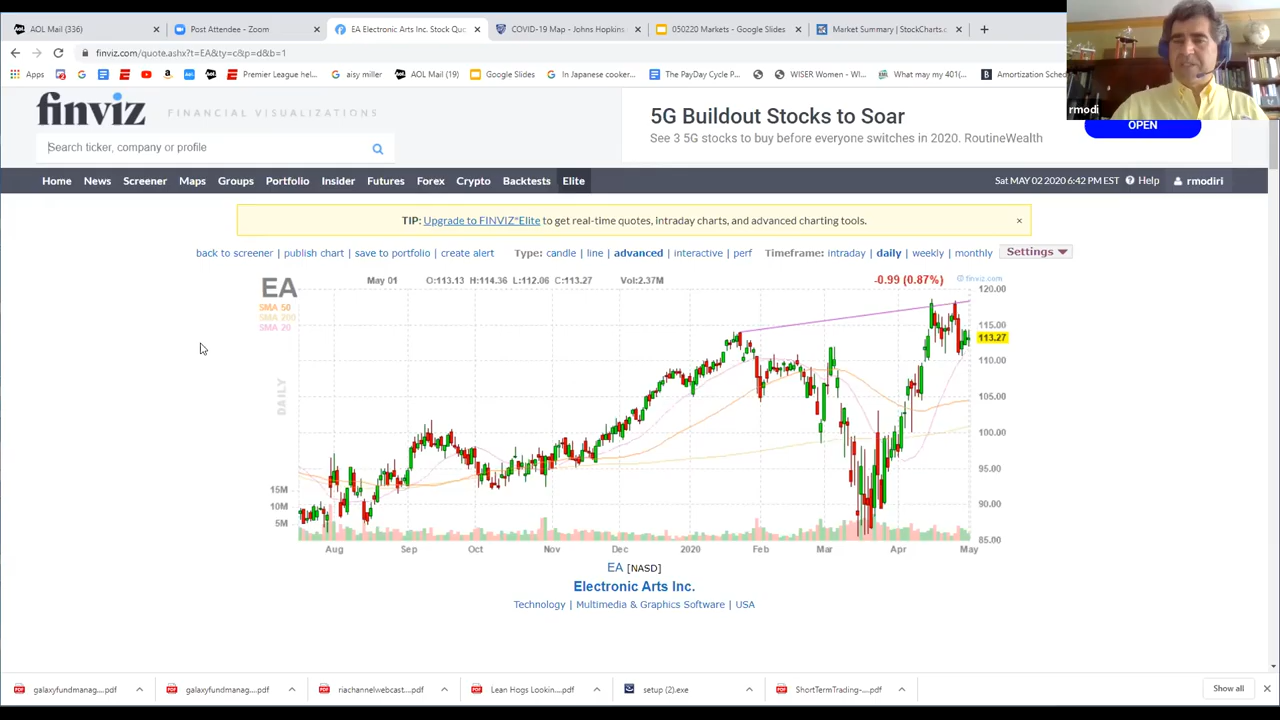 AOL Mail (336)
Post Attendee - Zoom
EA Electronic Arts Inc. Stock Quo
COVID-19 Map - Johns Hopkins
050220 Markets - Google Slides
Market Summary | StockCharts.c
finviz.com/quote.ashx?t=EA&ty=c&p=d&b=1
Apps
Premier League hel...
aisy miller
AOL Mail (19)
Google Slides
In Japanese cooker...
The PayDay Cycle P...
WISER Women - WI...
What may my 401(...
Amortization Sched
rmodi
finviz
FINANCIAL VISUALIZATIONS
Search ticker, company or profile
5G Buildout Stocks to Soar
See 3 5G stocks to buy before everyone switches in 2020. RoutineWealth
OPEN
Home News Screener Maps Groups Portfolio Insider Futures Forex Crypto Backtests Elite
Sat MAY 02 2020 6:42 PM EST Help rmodiri
TIP: Upgrade to FINVIZ*Elite to get real-time quotes, intraday charts, and advanced charting tools. ×
back to screener | publish chart | save to portfolio | create alert Type: candle | line | advanced | interactive | perf Timeframe: intraday | daily | weekly | monthly Settings
EA May 01 O:113.13 H:114.36 L:112.06 C:113.27 Vol:2.37M -0.99 (0.87%) © finviz.com
SMA 50
SMA 200
SMA 20
DAILY
120.00
115.00
113.27
110.00
105.00
100.00
95.00
90.00
85.00
15M
10M
5M
Aug Sep Oct Nov Dec 2020 Feb Mar Apr May
EA [NASD]
Electronic Arts Inc.
Technology | Multimedia & Graphics Software | USA
galaxyfundmanag....pdf
galaxyfundmanag....pdf
riachannelwebcast....pdf
Lean Hogs Lookin....pdf
setup (2).exe
ShortTermTrading-....pdf
Show all